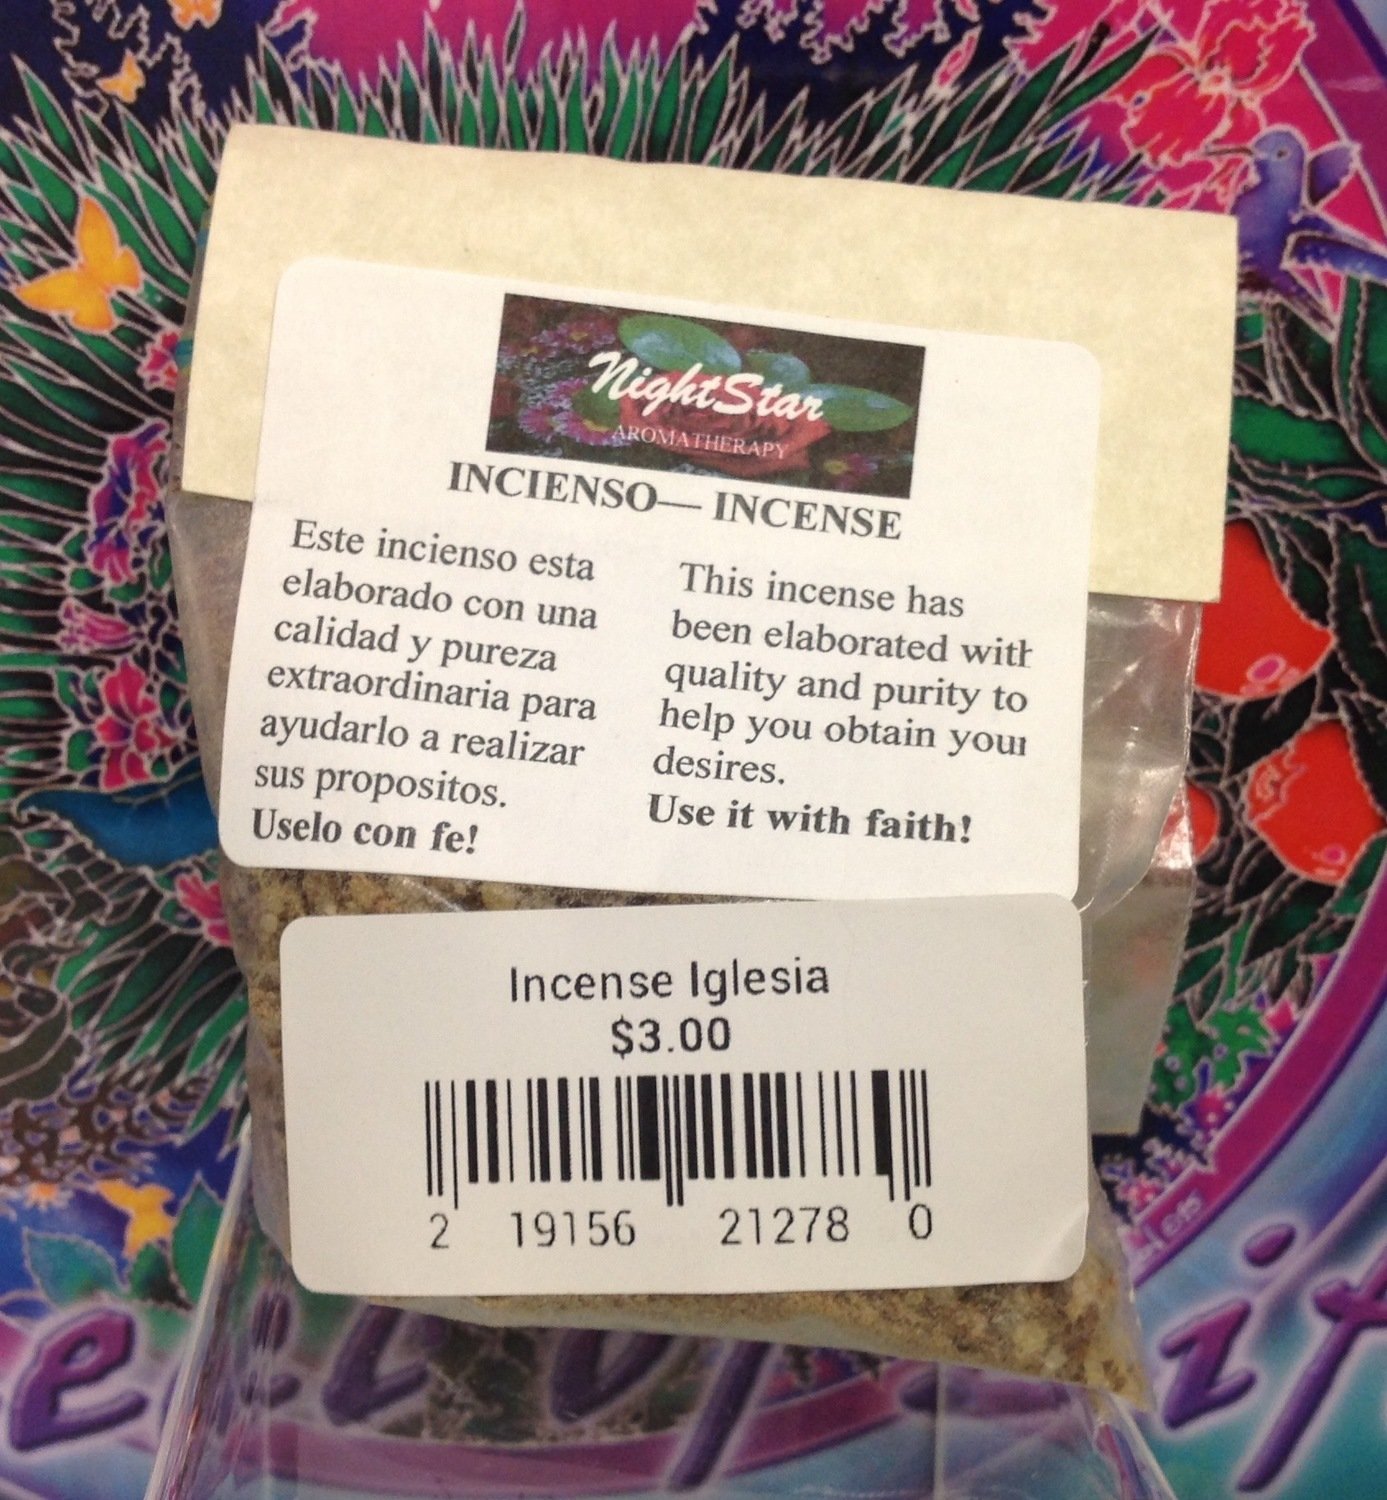 NightStar
AROMATHERAPY
INCIENSO— INCENSE
Este incienso esta
elaborado con una
calidad y pureza
extraordinaria para
ayudarlo a realizar
sus propositos.
Uselo con fe!
This incense has
been elaborated with
quality and purity to
help you obtain your
desires.
Use it with faith!
Incense Iglesia
$3.00
2 19156 21278 0